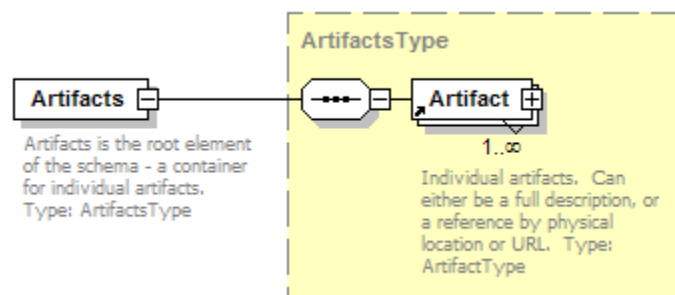 ArtifactsType
Artifacts
Artifact
1..∞
Artifacts is the root element
of the schema - a container
for individual artifacts.
Type: ArtifactsType
Individual artifacts.  Can
either be a full description, or
a reference by physical
location or URL.  Type:
ArtifactType